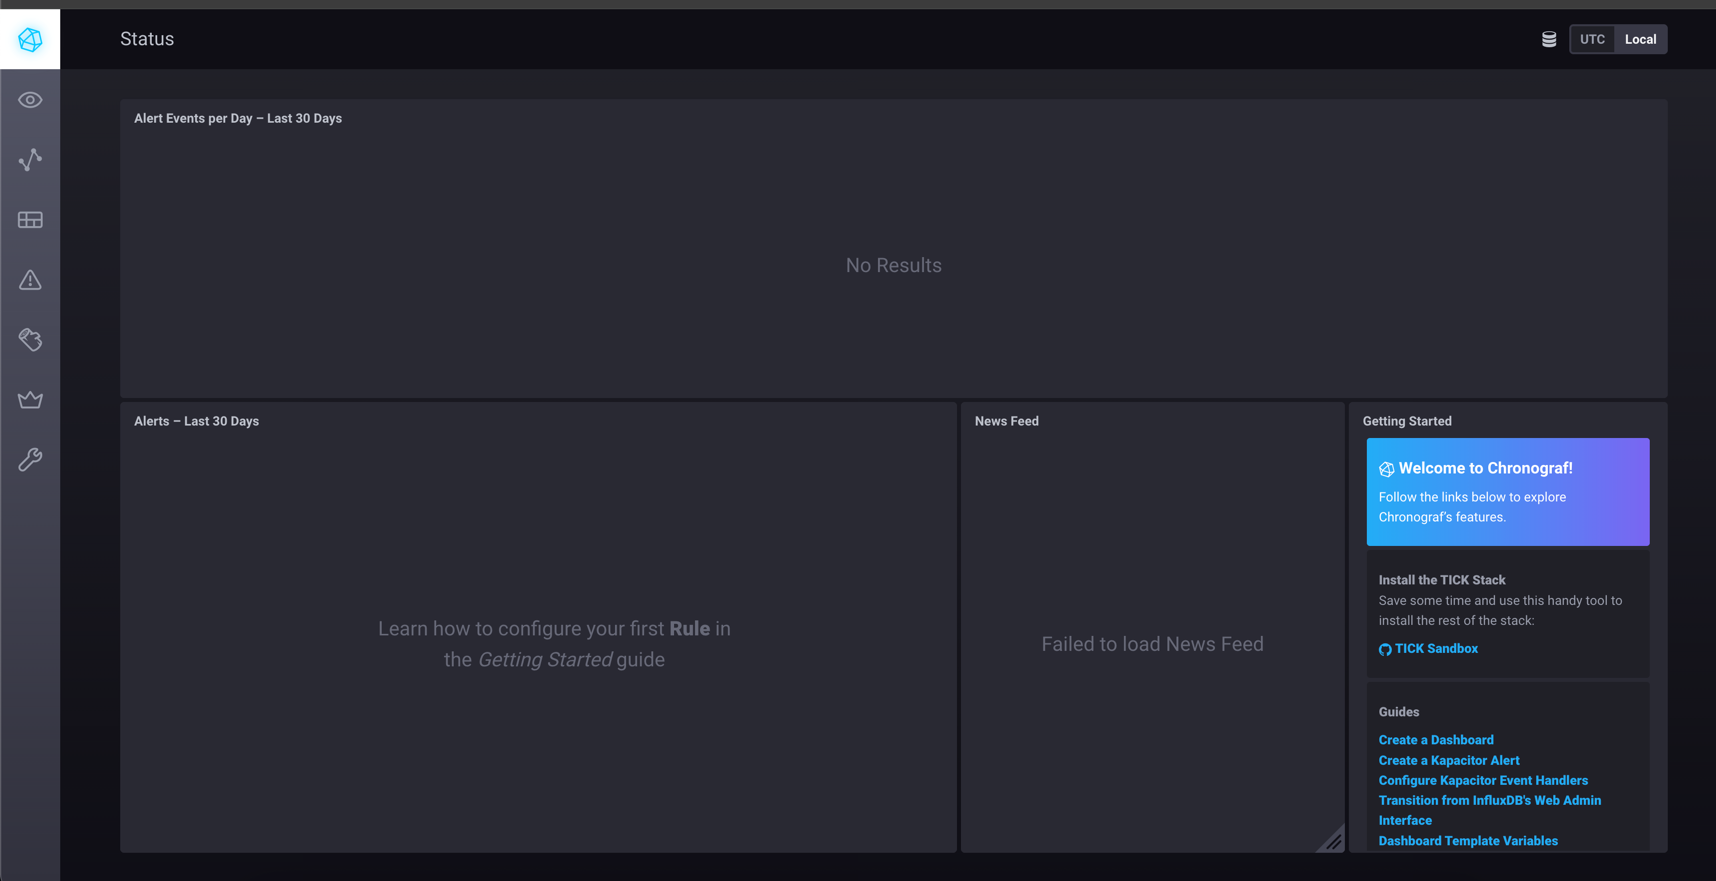 Status
UTC
Local
Alert Events per Day – Last 30 Days
No Results
Alerts – Last 30 Days
Learn how to configure your first Rule in
the Getting Started guide
News Feed
Failed to load News Feed
Getting Started
Welcome to Chronograf!
Follow the links below to explore
Chronograf's features.
Install the TICK Stack
Save some time and use this handy tool to
install the rest of the stack:
TICK Sandbox
Guides
Create a Dashboard
Create a Kapacitor Alert
Configure Kapacitor Event Handlers
Transition from InfluxDB's Web Admin
Interface
Dashboard Template Variables